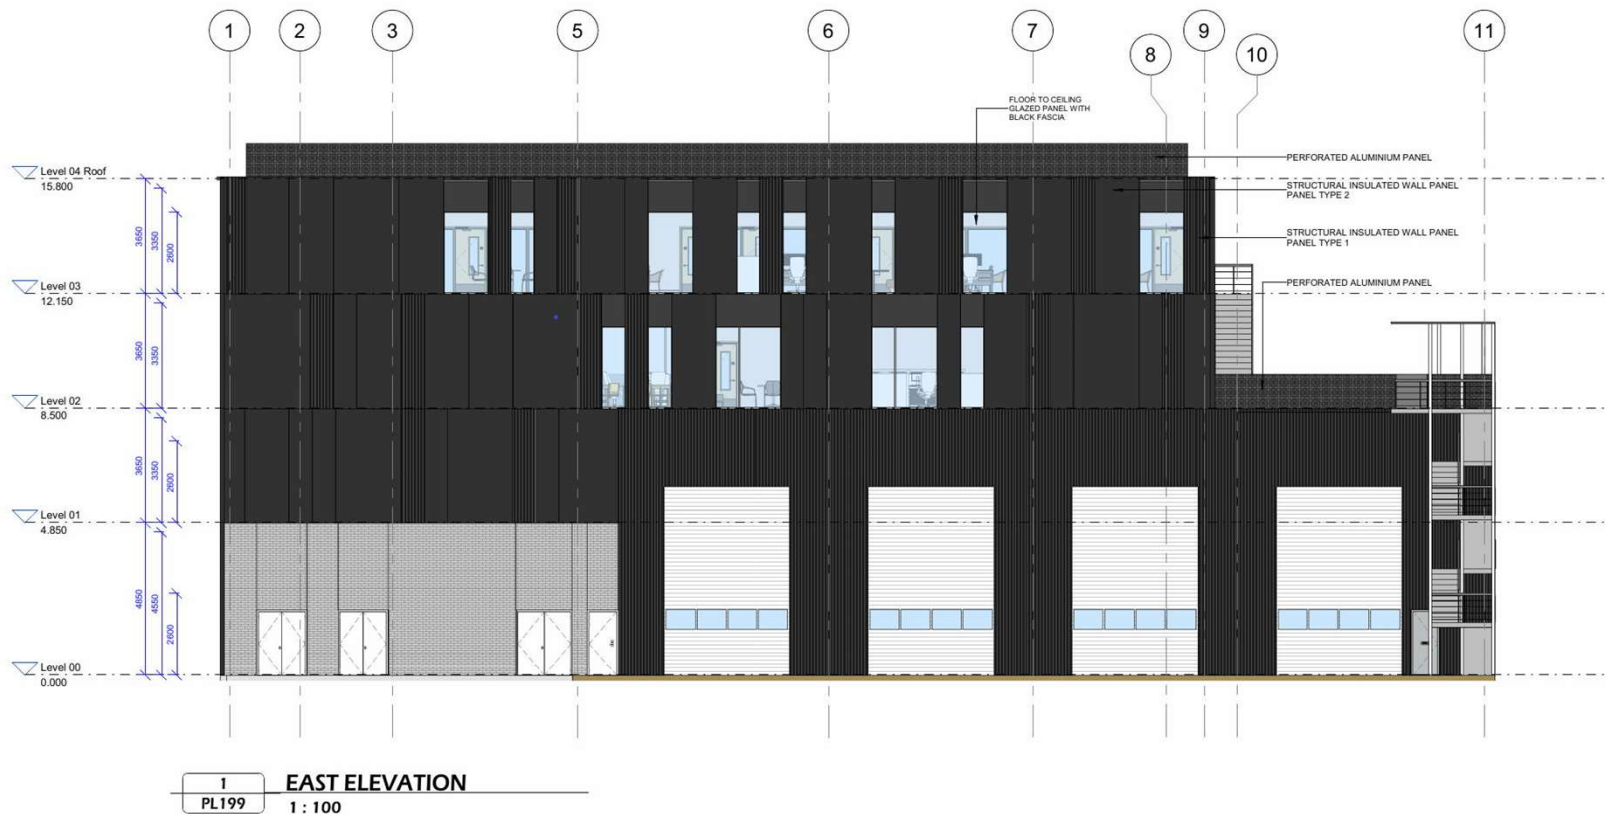 1
2
3
5
6
7
8
9
10
11
FLOOR TO CEILING
GLAZED PANEL WITH
BLACK FASCIA
PERFORATED ALUMINIUM PANEL
STRUCTURAL INSULATED WALL PANEL
PANEL TYPE 2
STRUCTURAL INSULATED WALL PANEL
PANEL TYPE 1
PERFORATED ALUMINIUM PANEL
Level 04 Roof
15.800
3650
3350
2600
Level 03
12.150
3650
3350
Level 02
8.500
3650
3350
2600
Level 01
4.850
4850
4550
2600
Level 00
0.000
1
PL199
EAST ELEVATION
1 : 100